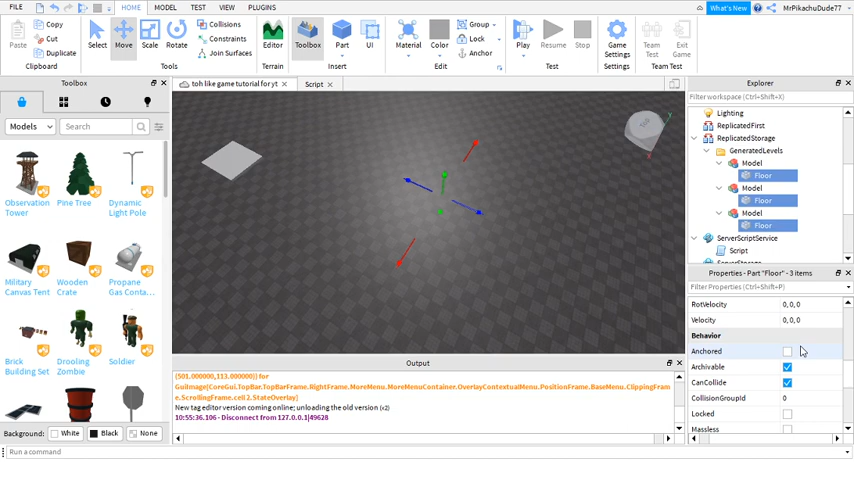 FILE
HOME
MODEL
TEST
VIEW
PLUGINS
What's New
MrPikachuDude77
Paste
Copy
Cut
Duplicate
Clipboard
Select
Move
Scale
Rotate
Collisions
Constraints
Join Surfaces
Tools
Editor
Terrain
Toolbox
Part
UI
Insert
Material
Color
Group
Lock
Anchor
Edit
Play
Resume
Stop
Test
Game
Settings
Settings
Team
Test
Exit
Game
Team Test
Toolbox
toh like game tutorial for yt
Script
Explorer
Filter workspace (Ctrl+Shift+X)
Models
Search
Observation
Tower
Pine Tree
Dynamic
Light Pole
Military
Canvas Tent
Wooden
Crate
Propane
Gas Conta...
Brick
Building Set
Drooling
Zombie
Soldier
Background:
White
Black
None
Lighting
ReplicatedFirst
ReplicatedStorage
GeneratedLevels
Model
Floor
Model
Floor
Model
Floor
ServerScriptService
Script
Properties - Part "Floor" - 3 items
Filter Properties (Ctrl+Shift+P)
RotVelocity 0, 0, 0
Velocity 0, 0, 0
Behavior
Anchored
Archivable
CanCollide
CollisionGroupId 0
Locked
Massless
Output
(501.000000,113.000000)) for
GuiImage[CoreGui.TopBar.TopBarFrame.RightFrame.MoreMenu.MoreMenuContainer.OverlayContextualMenu.PositionFrame.BaseMenu.ClippingFram
e.ScrollingFrame.cell 2.StateOverlay]
New tag editor version coming online; unloading the old version (x2)
10:55:36.106 - Disconnect from 127.0.0.1|49628
Run a command